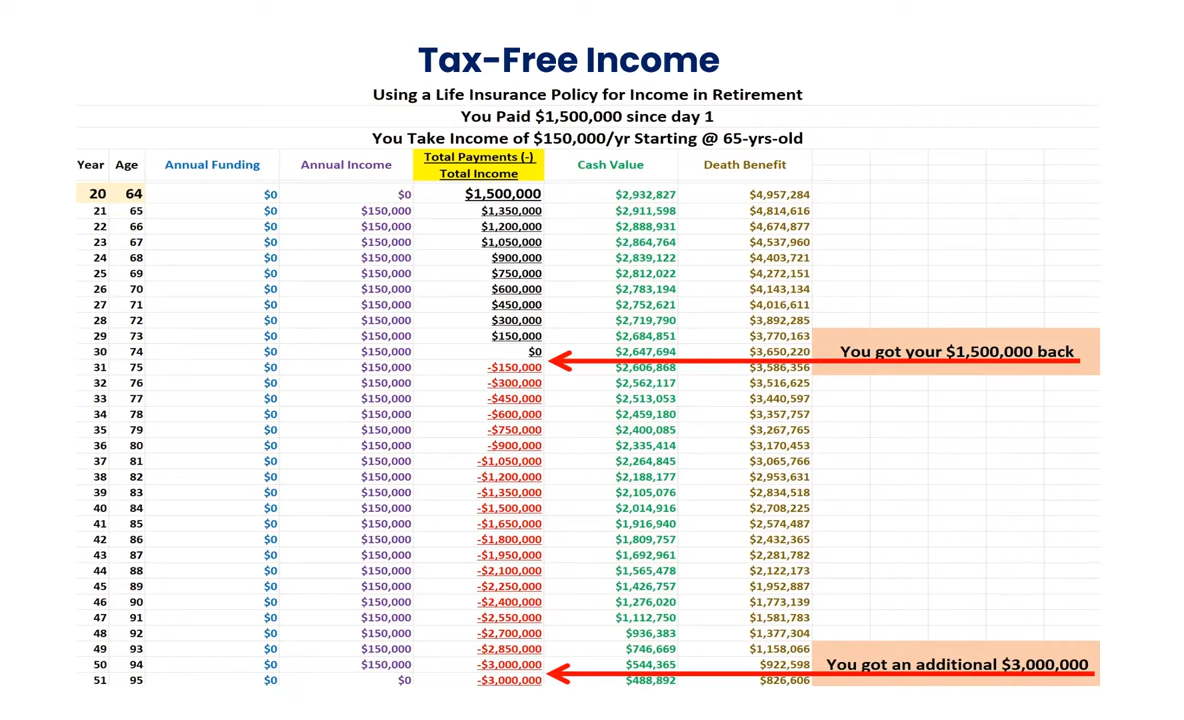 Tax-Free Income
Using a Life Insurance Policy for Income in Retirement
You Paid $1,500,000 since day 1
You Take Income of $150,000/yr Starting @ 65-yrs-old
Year Age Annual Funding Annual Income Total Payments (-) Total Income Cash Value Death Benefit
20 64 $0 $0 $1,500,000 $2,932,827 $4,957,284
21 65 $0 $150,000 $1,350,000 $2,911,598 $4,814,616
22 66 $0 $150,000 $1,200,000 $2,888,931 $4,674,877
23 67 $0 $150,000 $1,050,000 $2,864,764 $4,537,960
24 68 $0 $150,000 $900,000 $2,839,122 $4,403,721
25 69 $0 $150,000 $750,000 $2,812,022 $4,272,151
26 70 $0 $150,000 $600,000 $2,783,194 $4,143,134
27 71 $0 $150,000 $450,000 $2,752,621 $4,016,611
28 72 $0 $150,000 $300,000 $2,719,790 $3,892,285
29 73 $0 $150,000 $150,000 $2,684,851 $3,770,163
30 74 $0 $150,000 $0 $2,647,694 $3,650,220 You got your $1,500,000 back
31 75 $0 $150,000 -$150,000 $2,606,868 $3,586,356
32 76 $0 $150,000 -$300,000 $2,562,117 $3,516,625
33 77 $0 $150,000 -$450,000 $2,513,053 $3,440,597
34 78 $0 $150,000 -$600,000 $2,459,180 $3,357,757
35 79 $0 $150,000 -$750,000 $2,400,085 $3,267,765
36 80 $0 $150,000 -$900,000 $2,335,414 $3,170,453
37 81 $0 $150,000 -$1,050,000 $2,264,845 $3,065,766
38 82 $0 $150,000 -$1,200,000 $2,188,177 $2,953,631
39 83 $0 $150,000 -$1,350,000 $2,105,076 $2,834,518
40 84 $0 $150,000 -$1,500,000 $2,014,916 $2,708,225
41 85 $0 $150,000 -$1,650,000 $1,916,940 $2,574,487
42 86 $0 $150,000 -$1,800,000 $1,809,757 $2,432,365
43 87 $0 $150,000 -$1,950,000 $1,692,961 $2,281,782
44 88 $0 $150,000 -$2,100,000 $1,565,478 $2,122,173
45 89 $0 $150,000 -$2,250,000 $1,426,757 $1,952,887
46 90 $0 $150,000 -$2,400,000 $1,276,020 $1,773,139
47 91 $0 $150,000 -$2,550,000 $1,112,750 $1,581,783
48 92 $0 $150,000 -$2,700,000 $936,383 $1,377,304
49 93 $0 $150,000 -$2,850,000 $746,669 $1,158,066
50 94 $0 $150,000 -$3,000,000 $544,365 $922,598 You got an additional $3,000,000
51 95 $0 $0 -$3,000,000 $488,892 $826,606